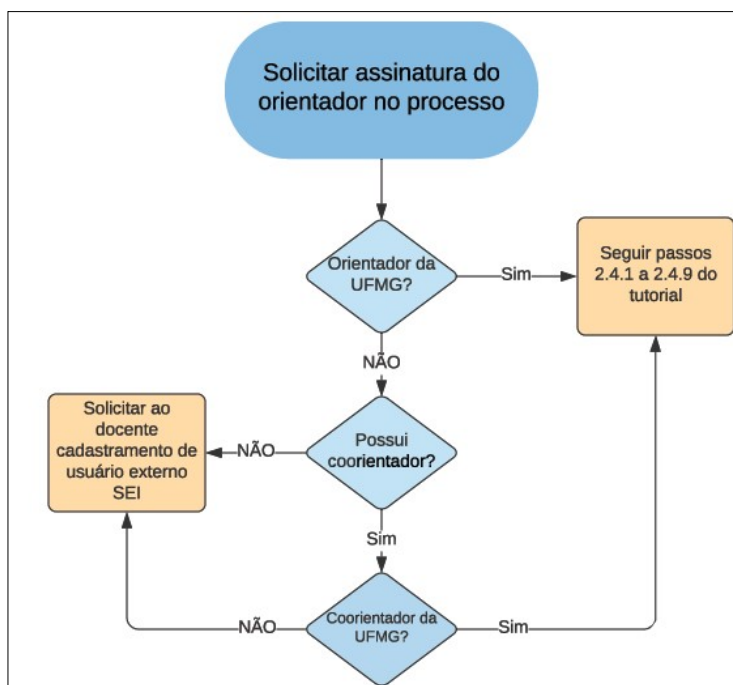 Solicitar assinatura do
orientador no processo
Orientador da
UFMG?
Sim
Seguir passos
2.4.1 a 2.4.9 do
tutorial
NÃO
Solicitar ao
docente
cadastramento de
usuário externo
SEI
NÃO
Possui
coorientador?
Sim
NÃO
Coorientador da
UFMG?
Sim